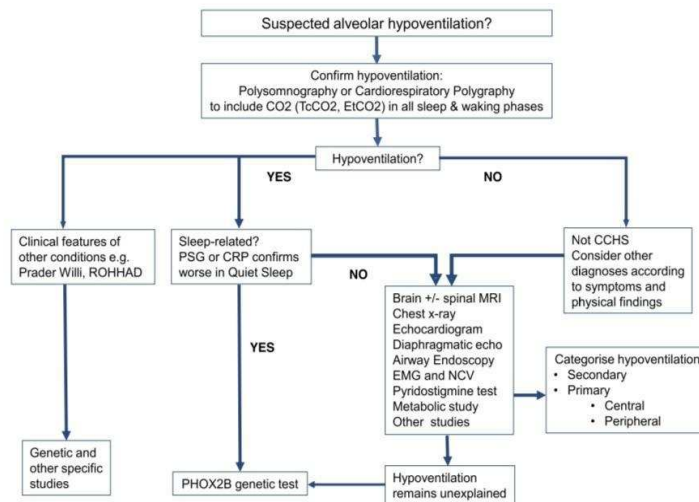 Suspected alveolar hypoventilation?
Confirm hypoventilation:
Polysomnography or Cardiorespiratory Polygraphy
to include CO2 (TcCO2, EtCO2) in all sleep & waking phases
Hypoventilation?
YES
NO
Clinical features of
other conditions e.g.
Prader Willi, ROHHAD
Sleep-related?
PSG or CRP confirms
worse in Quiet Sleep
NO
YES
Not CCHS
Consider other
diagnoses according
to symptoms and
physical findings
Brain +/- spinal MRI
Chest x-ray
Echocardiogram
Diaphragmatic echo
Airway Endoscopy
EMG and NCV
Pyridostigmine test
Metabolic study
Other studies
Categorise hypoventilation
• Secondary
• Primary
• Central
• Peripheral
Genetic and
other specific
studies
PHOX2B genetic test
Hypoventilation
remains unexplained